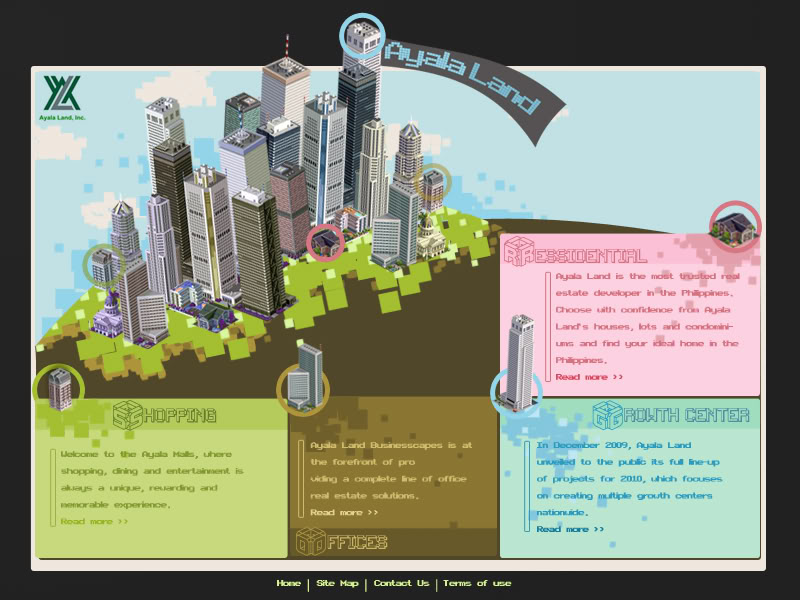 Ayala Land
Ayala Land, Inc.
RESSIDENTIAL
Ayala Land is the most trusted real
estate developer in the Philippines.
Choose with confidence from Ayala
Land's houses, lots and condomini-
ums and find your ideal home in the
Philippines.
Read more >>
SHOPPING
Welcome to the Ayala Malls, where
shopping, dining and entertainment is
always a unique, rewarding and
memorable experience.
Read more >>
Ayala Land Businesscapes is at
the forefront of pro
viding a complete line of office
real estate solutions.
Read more >>
OFFICES
GROWTH CENTER
In December 2009, Ayala Land
unveiled to the public its full line-up
of projects for 2010, which focuses
on creating multiple growth centers
nationwide.
Read more >>
Home | Site Map | Contact Us | Terms of use